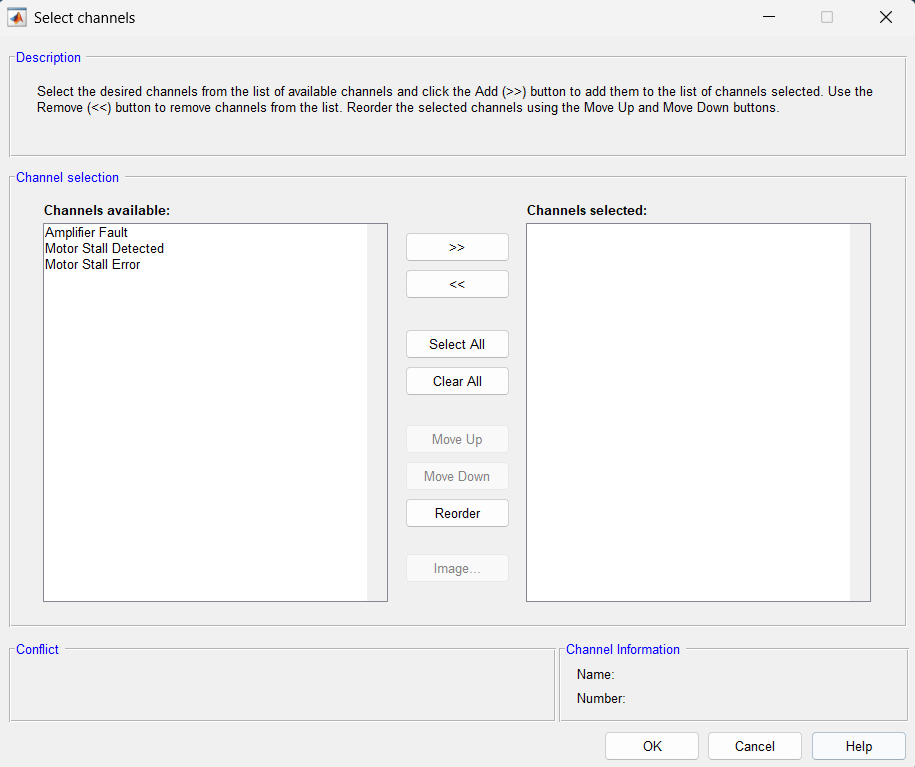 Select channels
Description
Select the desired channels from the list of available channels and click the Add (>>) button to add them to the list of channels selected. Use the
Remove (<<) button to remove channels from the list. Reorder the selected channels using the Move Up and Move Down buttons.
Channel selection
Channels available:
Amplifier Fault
Motor Stall Detected
Motor Stall Error
>>
<<
Select All
Clear All
Move Up
Move Down
Reorder
Image...
Channels selected:
Conflict
Channel Information
Name:
Number:
OK
Cancel
Help